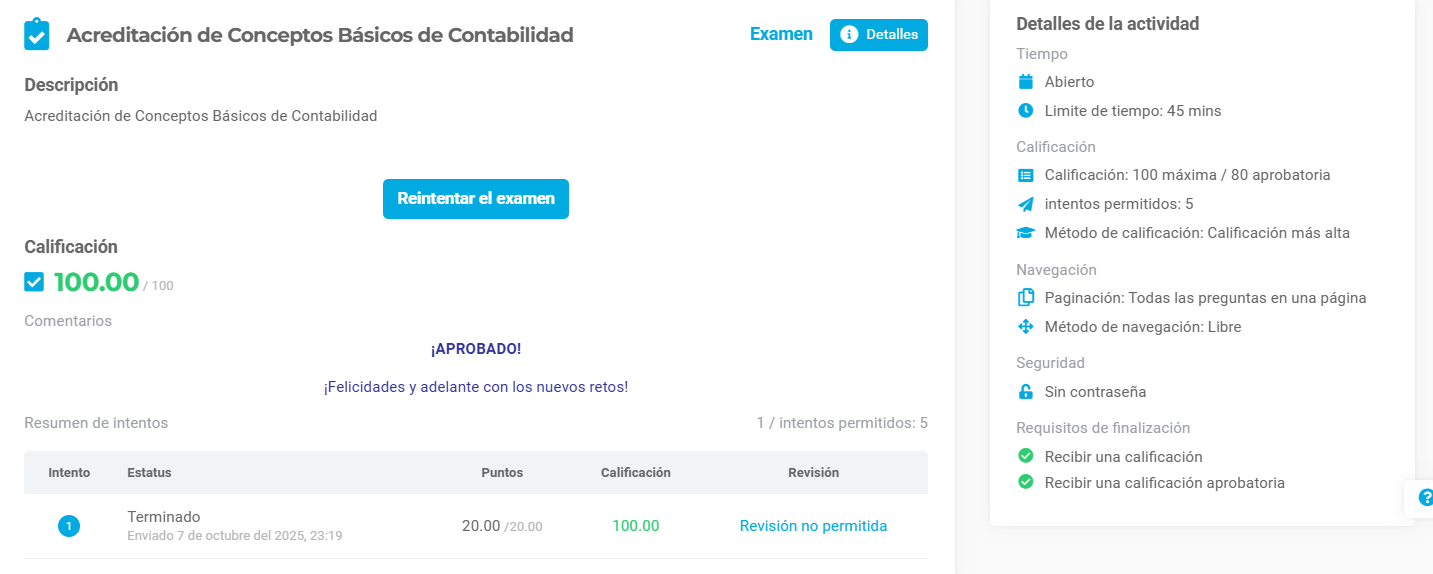 Acreditación de Conceptos Básicos de Contabilidad
Examen
Detalles
Descripción
Acreditación de Conceptos Básicos de Contabilidad
Reintentar el examen
Calificación
100.00 / 100
Comentarios
¡APROBADO!
¡Felicidades y adelante con los nuevos retos!
Resumen de intentos
1 / intentos permitidos: 5
Intento Estatus Puntos Calificación Revisión
1 Terminado 20.00 /20.00 100.00 Revisión no permitida
Enviado 7 de octubre del 2025, 23:19
Detalles de la actividad
Tiempo
Abierto
Limite de tiempo: 45 mins
Calificación
Calificación: 100 máxima / 80 aprobatoria
intentos permitidos: 5
Método de calificación: Calificación más alta
Navegación
Paginación: Todas las preguntas en una página
Método de navegación: Libre
Seguridad
Sin contraseña
Requisitos de finalización
Recibir una calificación
Recibir una calificación aprobatoria